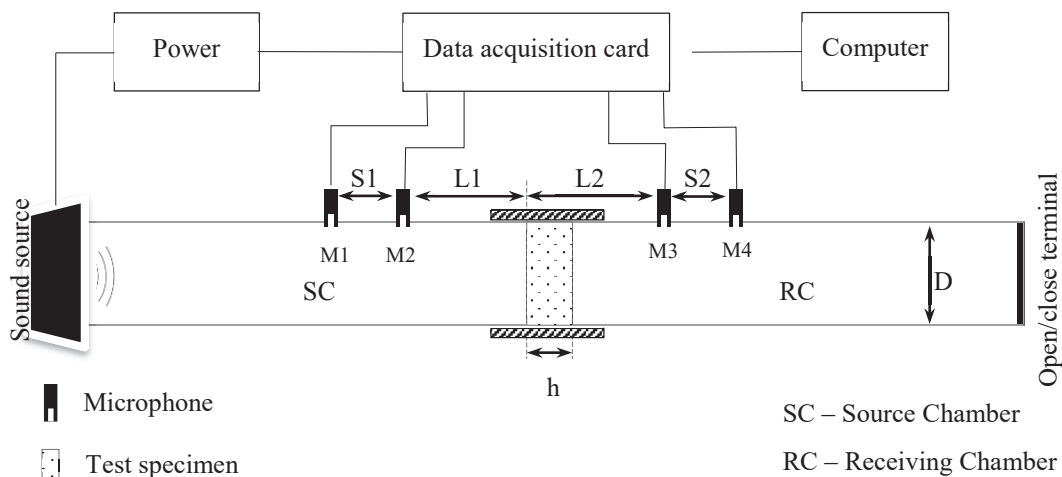 Power
Data acquisition card
Computer
S1
L1
L2
S2
M1
M2
M3
M4
Sound source
SC
RC
D
Open/close terminal
h
Microphone
SC – Source Chamber
Test specimen
RC – Receiving Chamber